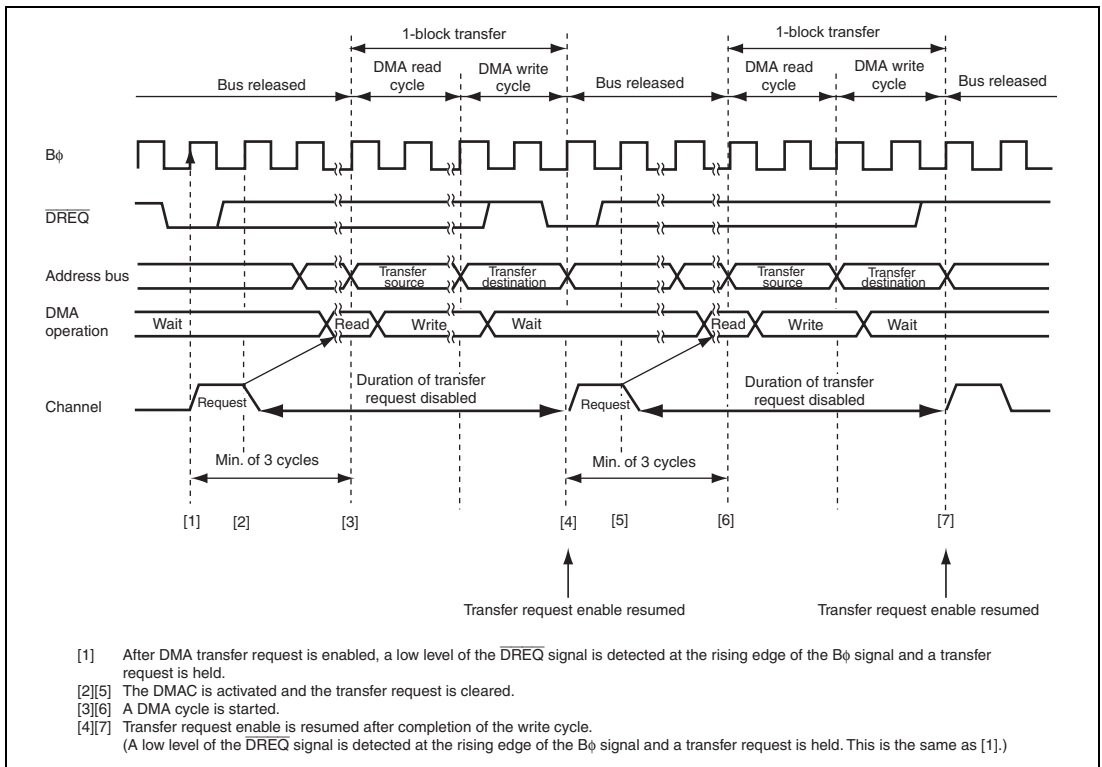 1-block transfer 1-block transfer
Bus released DMA read cycle DMA write cycle Bus released DMA read cycle DMA write cycle Bus released
Bφ
DREQ
Address bus Transfer source Transfer destination Transfer source Transfer destination
DMA operation Wait Read Write Wait Read Write Wait
Channel Request Duration of transfer request disabled Request Duration of transfer request disabled
Min. of 3 cycles Min. of 3 cycles
[1] [2] [3] [4] [5] [6] [7]
Transfer request enable resumed Transfer request enable resumed
[1] After DMA transfer request is enabled, a low level of the DREQ signal is detected at the rising edge of the Bφ signal and a transfer
request is held.
[2][5] The DMAC is activated and the transfer request is cleared.
[3][6] A DMA cycle is started.
[4][7] Transfer request enable is resumed after completion of the write cycle.
(A low level of the DREQ signal is detected at the rising edge of the Bφ signal and a transfer request is held. This is the same as [1].)